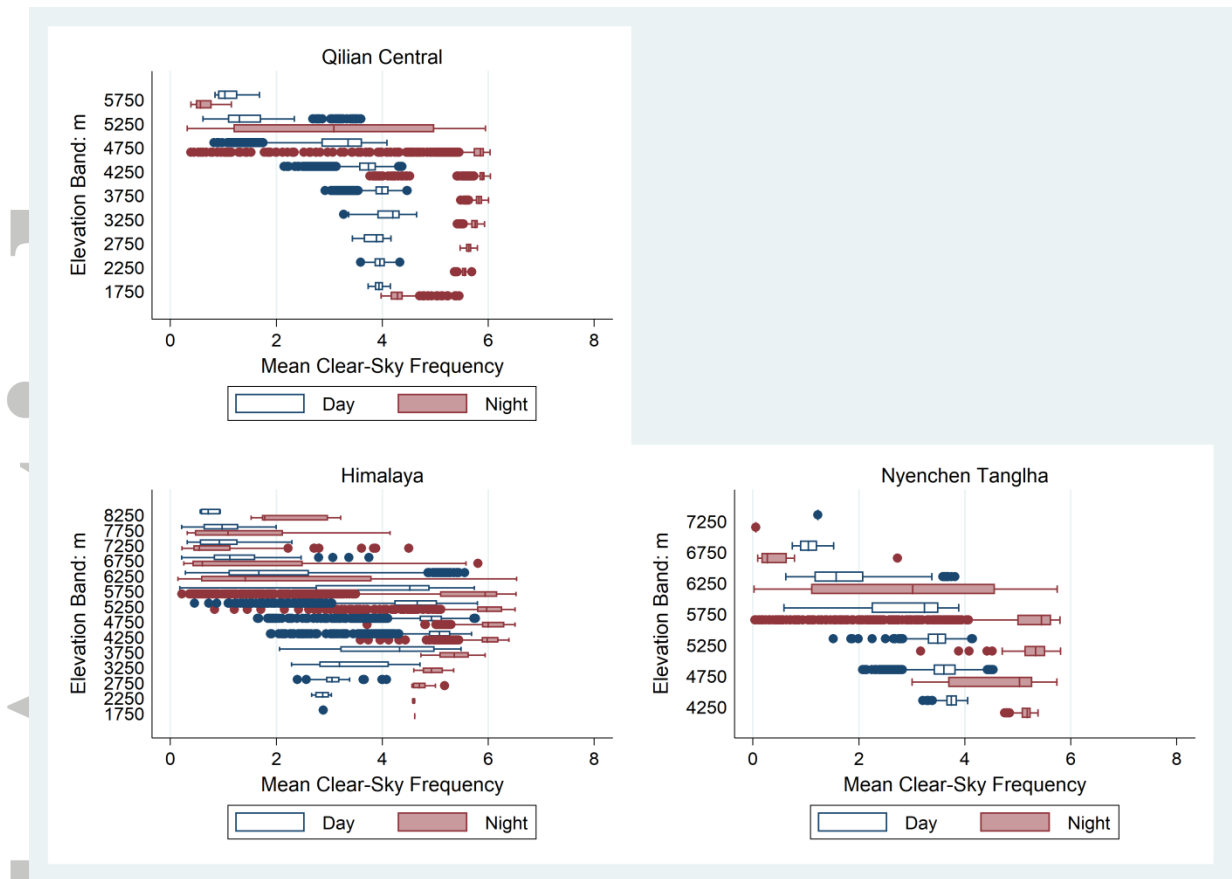 Qilian Central
Elevation Band: m
5750
5250
4750
4250
3750
3250
2750
2250
1750
0 2 4 6 8
Mean Clear-Sky Frequency
Day Night
Himalaya
Elevation Band: m
8250
7750
7250
6750
6250
5750
5250
4750
4250
3750
3250
2750
2250
1750
0 2 4 6 8
Mean Clear-Sky Frequency
Day Night
Nyenchen Tanglha
Elevation Band: m
7250
6750
6250
5750
5250
4750
4250
0 2 4 6 8
Mean Clear-Sky Frequency
Day Night